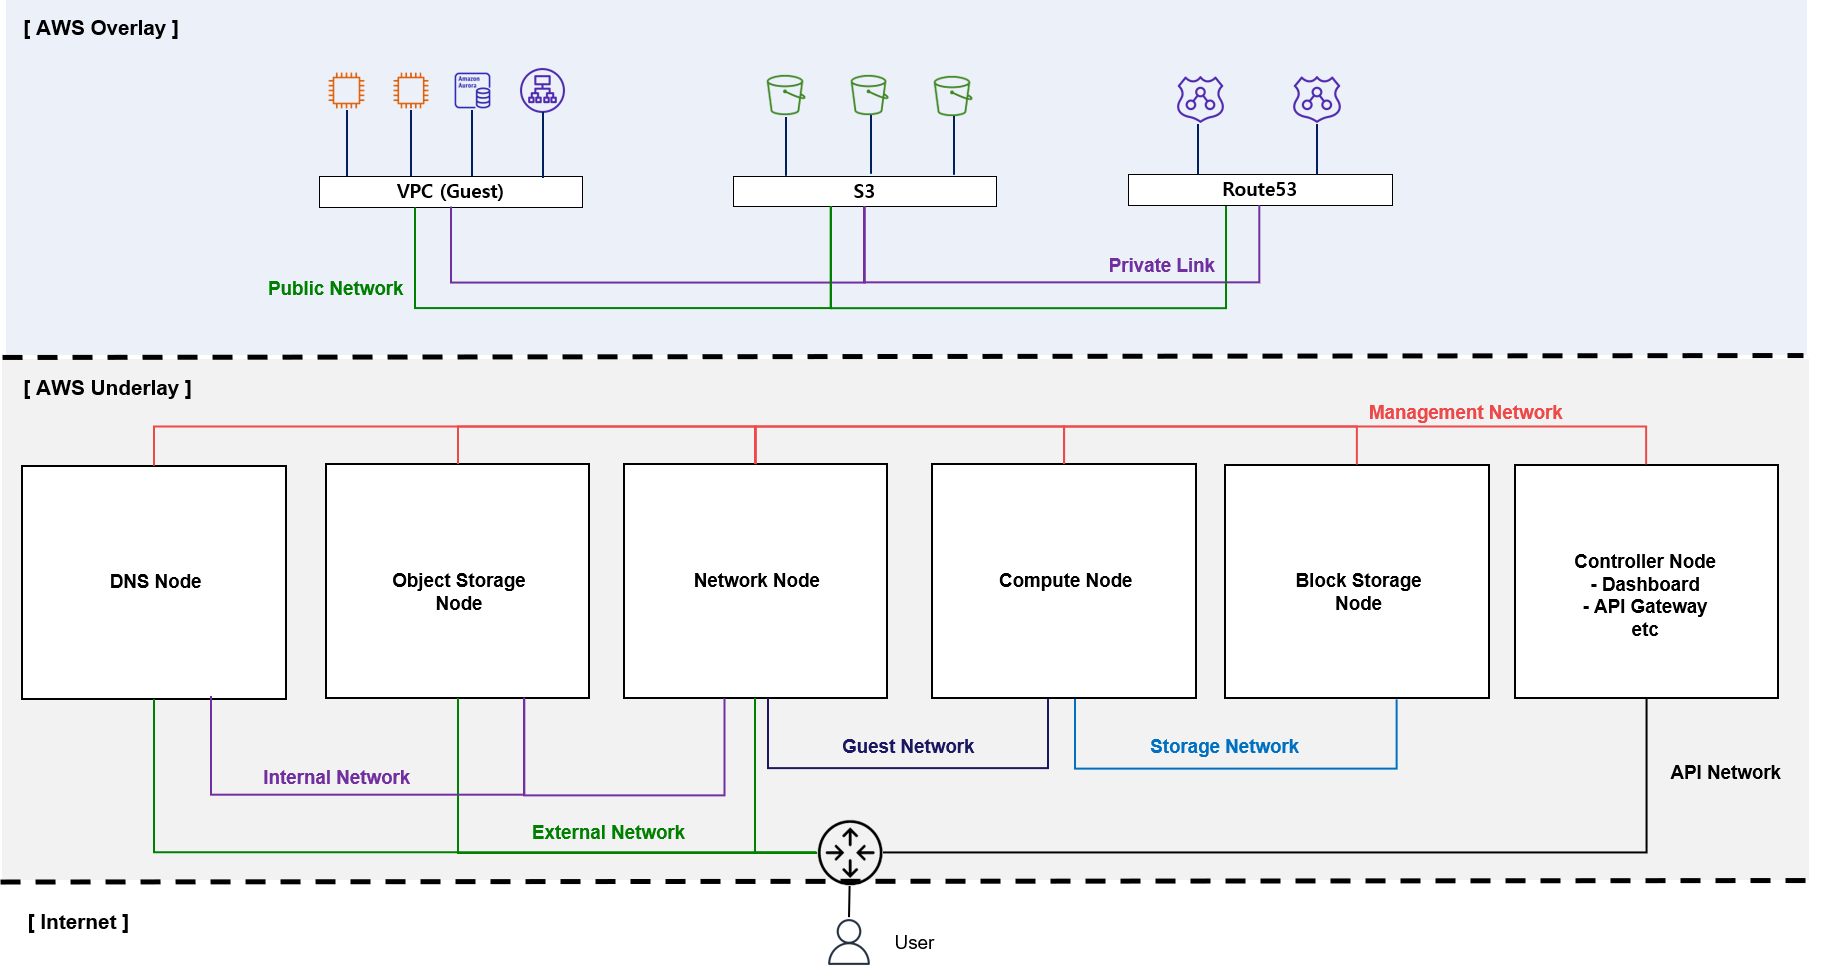 [ AWS Overlay ]
Amazon
Aurora
VPC (Guest)
S3
Route53
Private Link
Public Network
[ AWS Underlay ]
Management Network
DNS Node
Object Storage
Node
Network Node
Compute Node
Block Storage
Node
Controller Node
- Dashboard
- API Gateway
etc
Guest Network
Storage Network
Internal Network
API Network
External Network
[ Internet ]
User